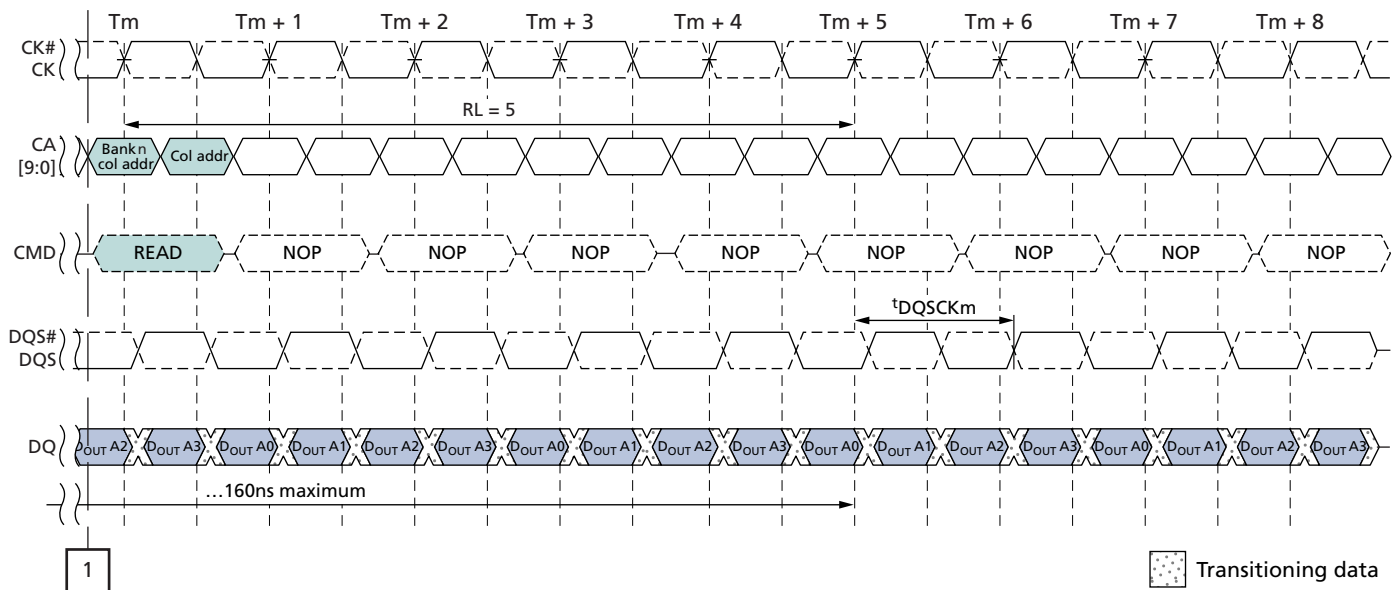 Tm Tm + 1 Tm + 2 Tm + 3 Tm + 4 Tm + 5 Tm + 6 Tm + 7 Tm + 8
CK#
CK
RL = 5
CA
[9:0]
Bank n
col addr
Col addr
CMD READ NOP NOP NOP NOP NOP NOP NOP NOP
tDQSCKm
DQS#
DQS
DQ DOUT A2 DOUT A3 DOUT A0 DOUT A1 DOUT A2 DOUT A3 DOUT A0 DOUT A1 DOUT A2 DOUT A3 DOUT A0 DOUT A1 DOUT A2 DOUT A3 DOUT A0 DOUT A1 DOUT A2 DOUT A3
...160ns maximum
1
Transitioning data